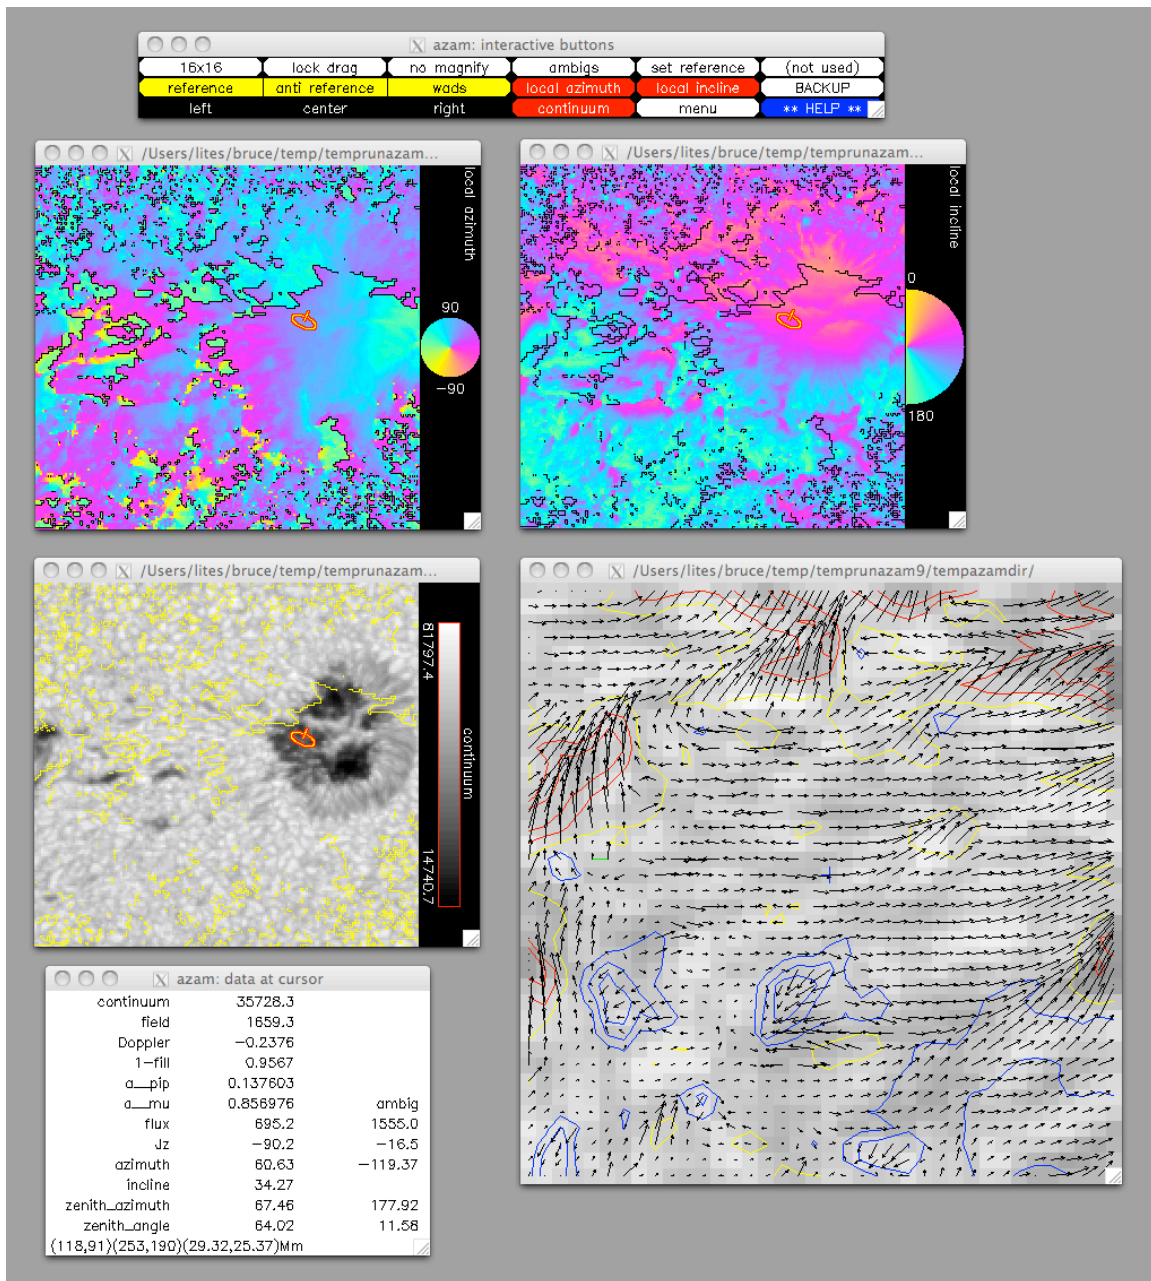 azam: interactive buttons
16x16 lock drag no magnify ambigs set reference (not used)
reference anti reference wads local azimuth local incline BACKUP
left center right continuum menu ** HELP **
/Users/lites/bruce/temp/temprunazam...
local azimuth
90
-90
/Users/lites/bruce/temp/temprunazam...
local incline
0
180
/Users/lites/bruce/temp/temprunazam...
81797.4
continuum
14740.7
/Users/lites/bruce/temp/temprunazam9/tempazamdir/
azam: data at cursor
continuum 35728.3
field 1659.3
Doppler -0.2376
1-fill 0.9567
a__pip 0.137603
a__mu 0.856976 ambig
flux 695.2 1555.0
Jz -90.2 -16.5
azimuth 60.63 -119.37
incline 34.27
zenith_azimuth 67.46 177.92
zenith_angle 64.02 11.58
(118,91)(253,190)(29.32,25.37)Mm